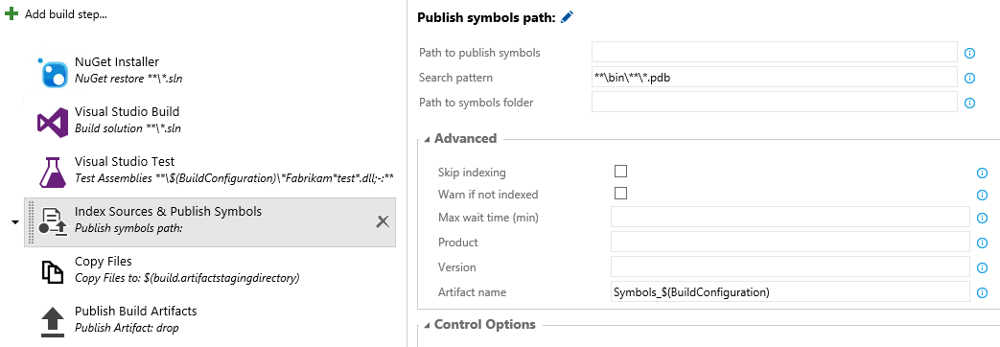 Add build step...
NuGet Installer
NuGet restore **\*.sln
Visual Studio Build
Build solution **\*.sln
Visual Studio Test
Test Assemblies **\$(BuildConfiguration)\*Fabrikam*test*.dll;-:**
Index Sources & Publish Symbols
Publish symbols path:
Copy Files
Copy Files to: $(build.artifactstagingdirectory)
Publish Build Artifacts
Publish Artifact: drop
Publish symbols path:
Path to publish symbols
Search pattern **\bin\**\*.pdb
Path to symbols folder
Advanced
Skip indexing
Warn if not indexed
Max wait time (min)
Product
Version
Artifact name Symbols_$(BuildConfiguration)
Control Options